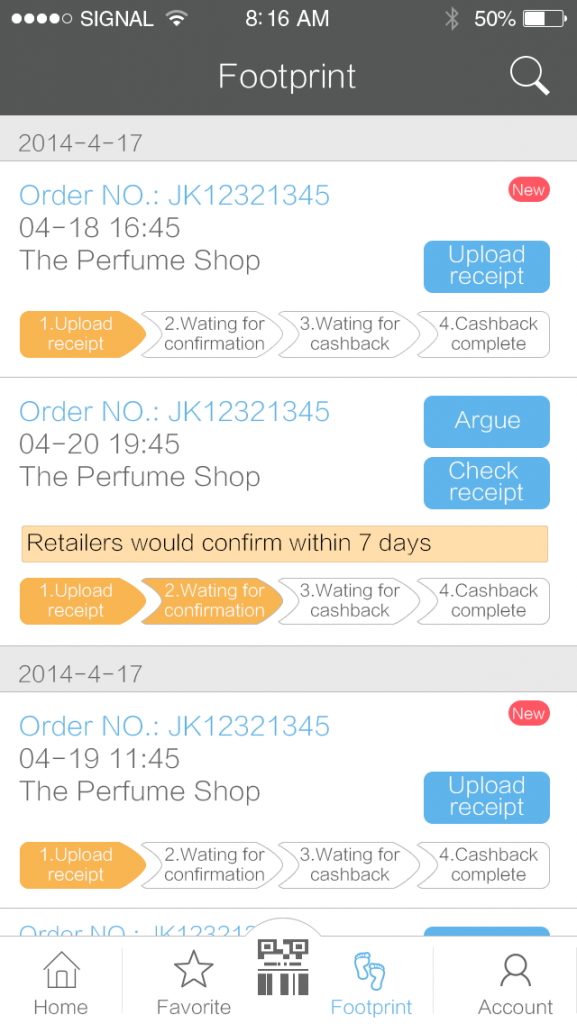 SIGNAL 8:16 AM 50%
Footprint
2014-4-17
Order NO.: JK12321345
New
04-18 16:45
The Perfume Shop
Upload
receipt
1.Upload
receipt
2.Wating for
confirmation
3.Wating for
cashback
4.Cashback
complete
Order NO.: JK12321345
Argue
04-20 19:45
The Perfume Shop
Check
receipt
Retailers would confirm within 7 days
1.Upload
receipt
2.Wating for
confirmation
3.Wating for
cashback
4.Cashback
complete
2014-4-17
Order NO.: JK12321345
New
04-19 11:45
The Perfume Shop
Upload
receipt
1.Upload
receipt
2.Wating for
confirmation
3.Wating for
cashback
4.Cashback
complete
Order NO.:
Home
Favorite
Footprint
Account